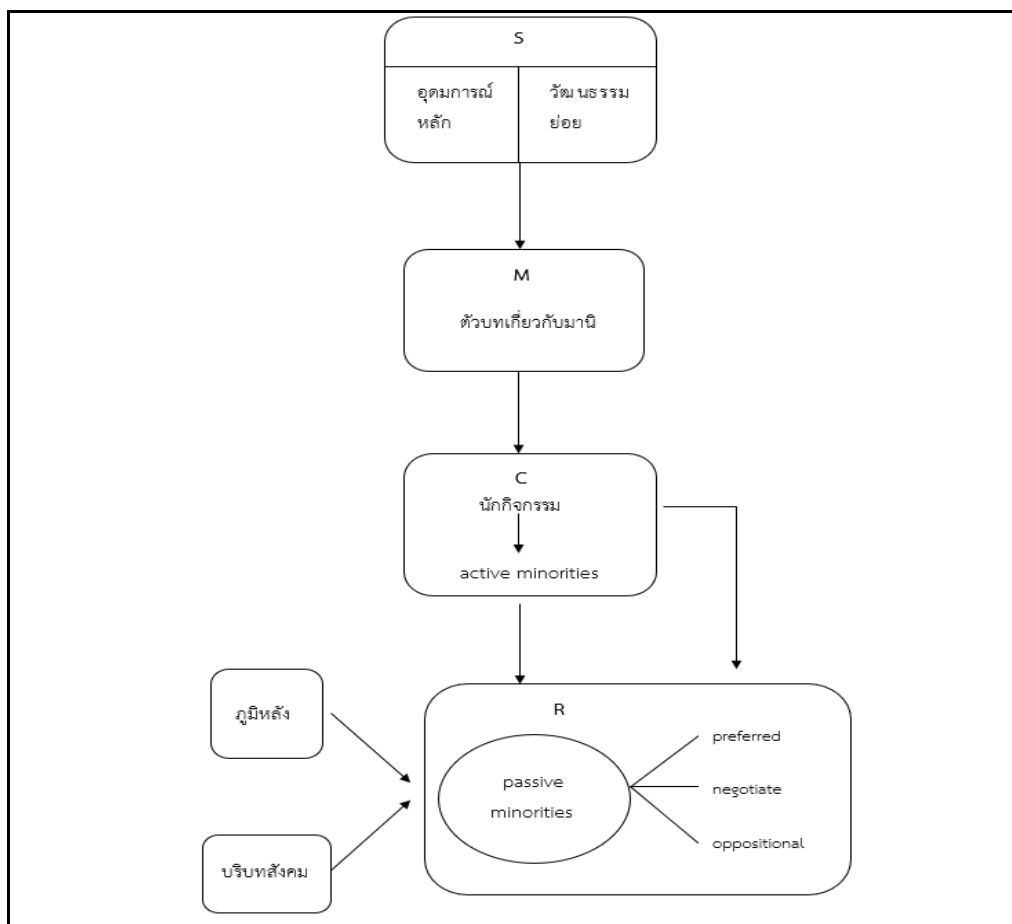 S
อุดมการณ์
หลัก
วัฒนธรรม
ย่อย
M
ตัวบทเกี่ยวกับมานิ
C
นักกิจกรรม
active minorities
ภูมิหลัง
บริบทสังคม
R
passive
minorities
preferred
negotiate
oppositional